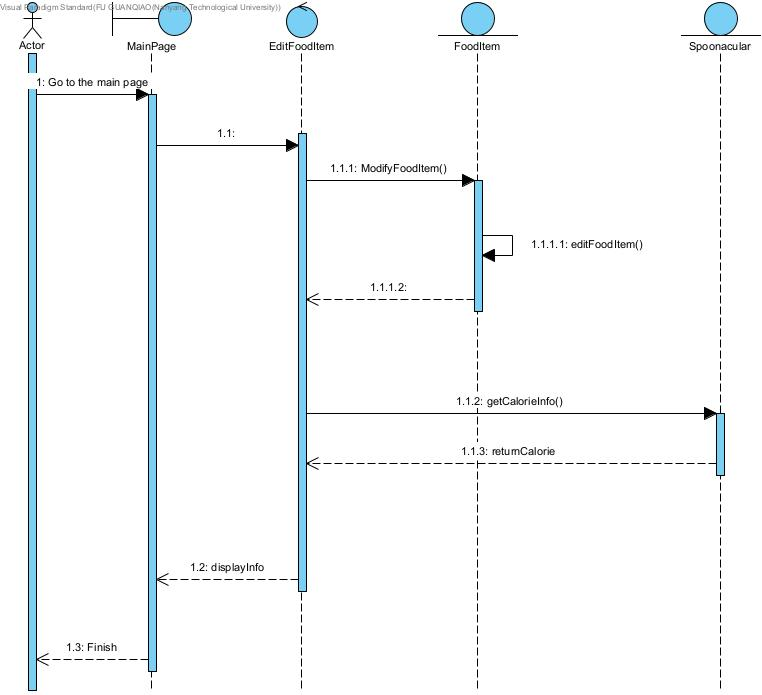 Visual Paradigm Standard(FU GUANQIAO(Nanyang Technological University))
Actor
MainPage
EditFoodItem
FoodItem
Spoonacular
1: Go to the main page
1.1:
1.1.1: ModifyFoodItem()
1.1.1.1: editFoodItem()
1.1.1.2:
1.1.2: getCalorieInfo()
1.1.3: returnCalorie
1.2: displayInfo
1.3: Finish